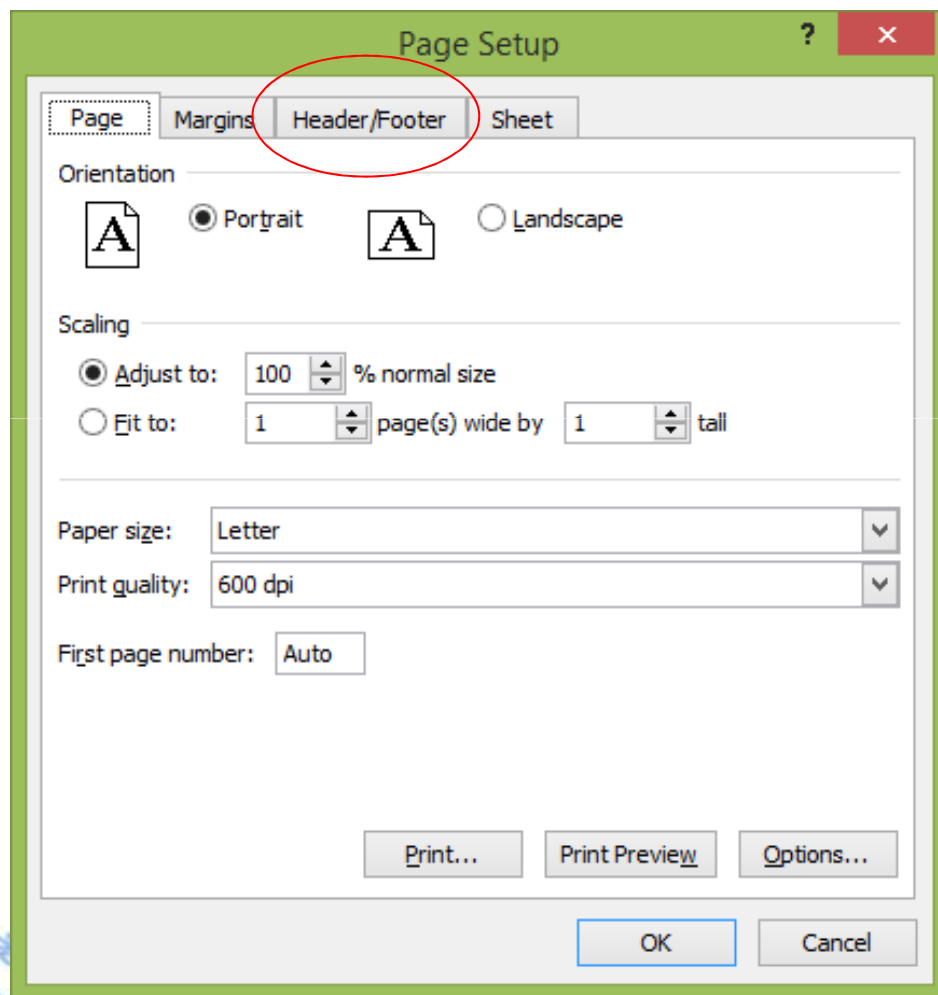 Page Setup ? ×
Page Margins Header/Footer Sheet
Orientation
A Portrait A Landscape
Scaling
Adjust to: 100 % normal size
Fit to: 1 page(s) wide by 1 tall
Paper size: Letter
Print quality: 600 dpi
First page number: Auto
Print... Print Preview Options...
OK Cancel